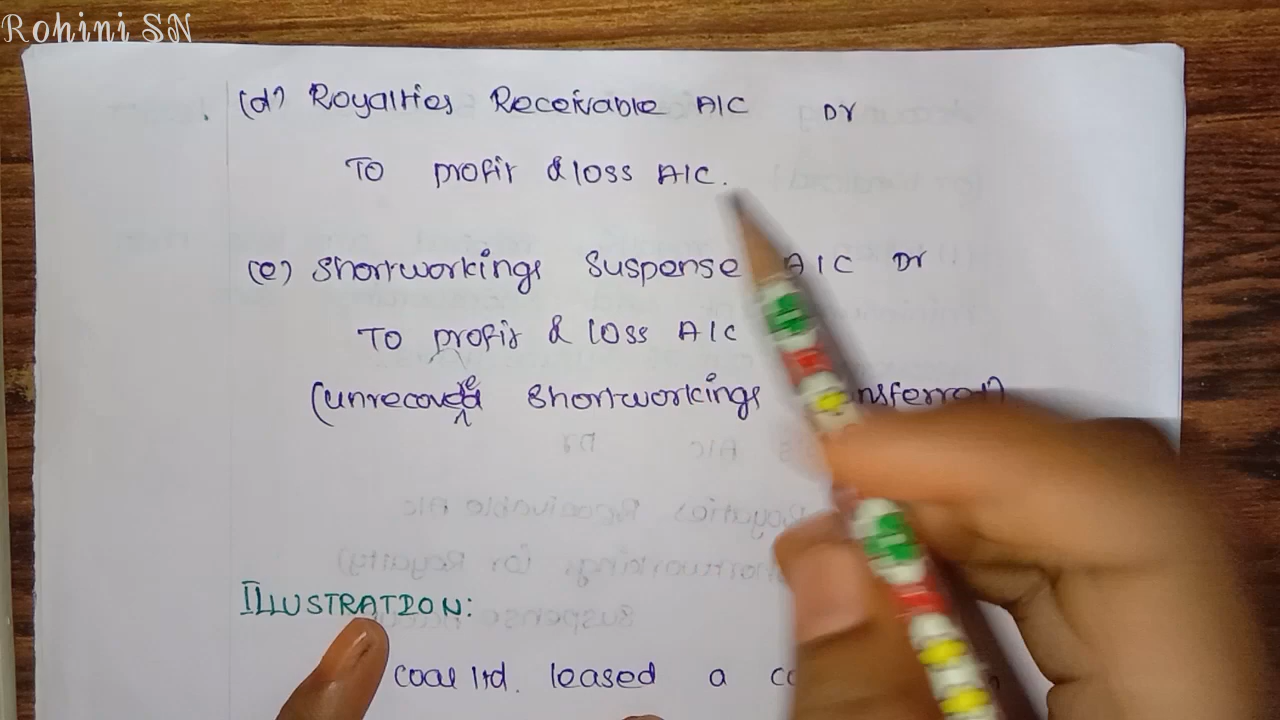 Rohini SN
(d) Royalties Receivable A/C Dr
To profit & loss A/C.
(e) Shortworkings Suspense A/C Dr
To profit & loss A/C
(unrecovered Shortworkings
ILLUSTRATION:
coal ltd. leased a